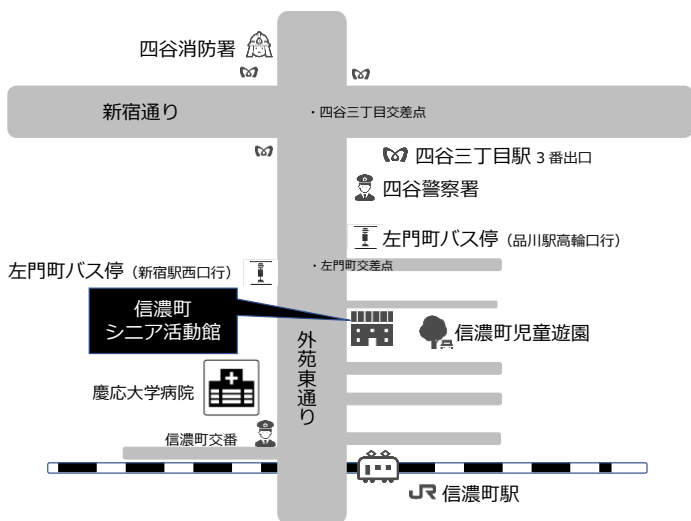 四谷消防署
新宿通り
・四谷三丁目交差点
四谷三丁目駅 3 番出口
四谷警察署
左門町バス停（品川駅高輪口行）
左門町バス停（新宿駅西口行）
・左門町交差点
信濃町
シニア活動館
信濃町児童遊園
外苑東通り
慶応大学病院
信濃町交番
JR 信濃町駅